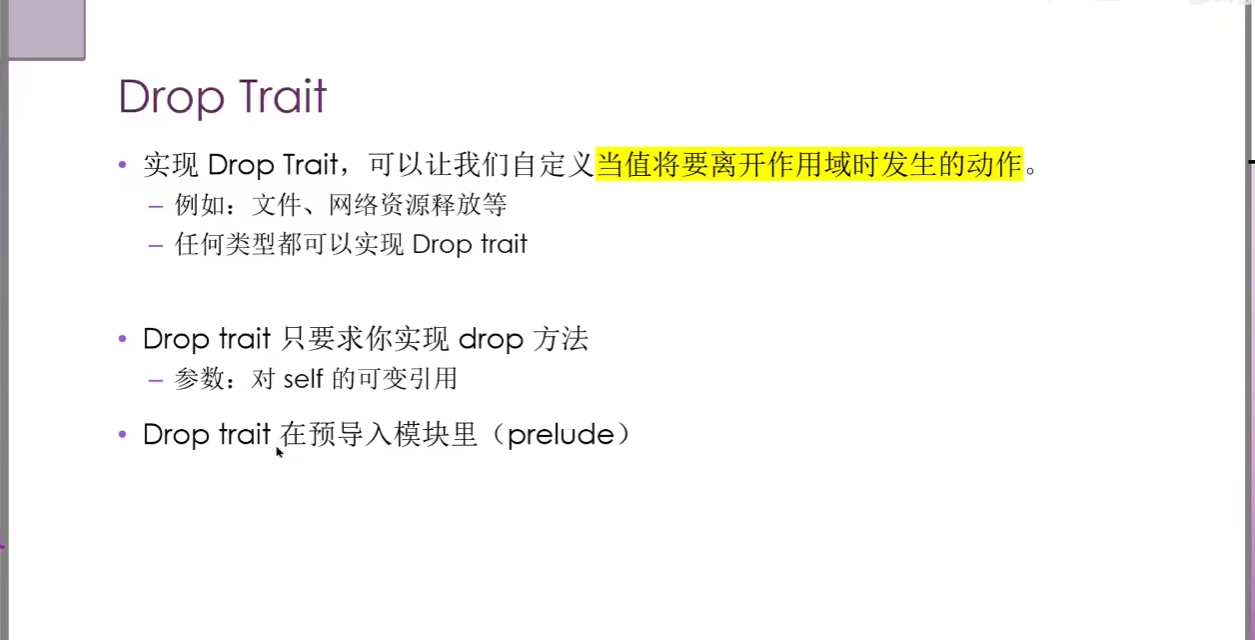 Drop Trait
• 实现 Drop Trait，可以让我们自定义当值将要离开作用域时发生的动作。
– 例如：文件、网络资源释放等
– 任何类型都可以实现 Drop trait
• Drop trait 只要求你实现 drop 方法
– 参数：对 self 的可变引用
• Drop trait 在预导入模块里（prelude）